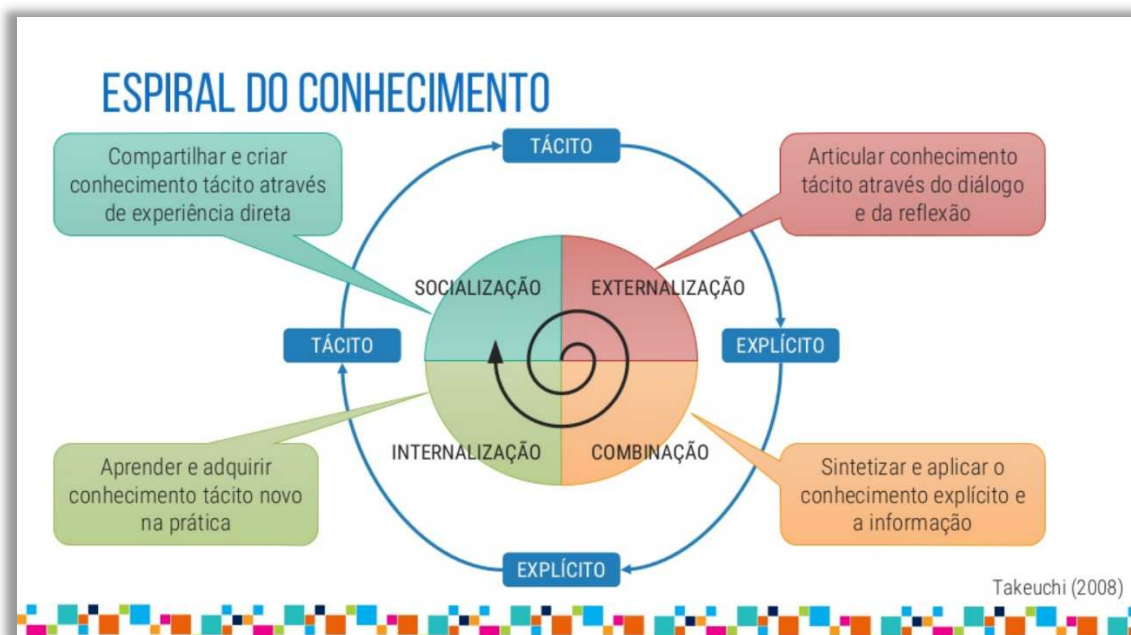 ESPIRAL DO CONHECIMENTO
Compartilhar e criar
conhecimento tácito através
de experiência direta
TÁCITO
Articular conhecimento
tácito através do diálogo
e da reflexão
SOCIALIZAÇÃO
EXTERNALIZAÇÃO
TÁCITO
EXPLÍCITO
INTERNALIZAÇÃO
COMBINAÇÃO
Aprender e adquirir
conhecimento tácito novo
na prática
Sintetizar e aplicar o
conhecimento explícito e
a informação
EXPLÍCITO
Takeuchi (2008)